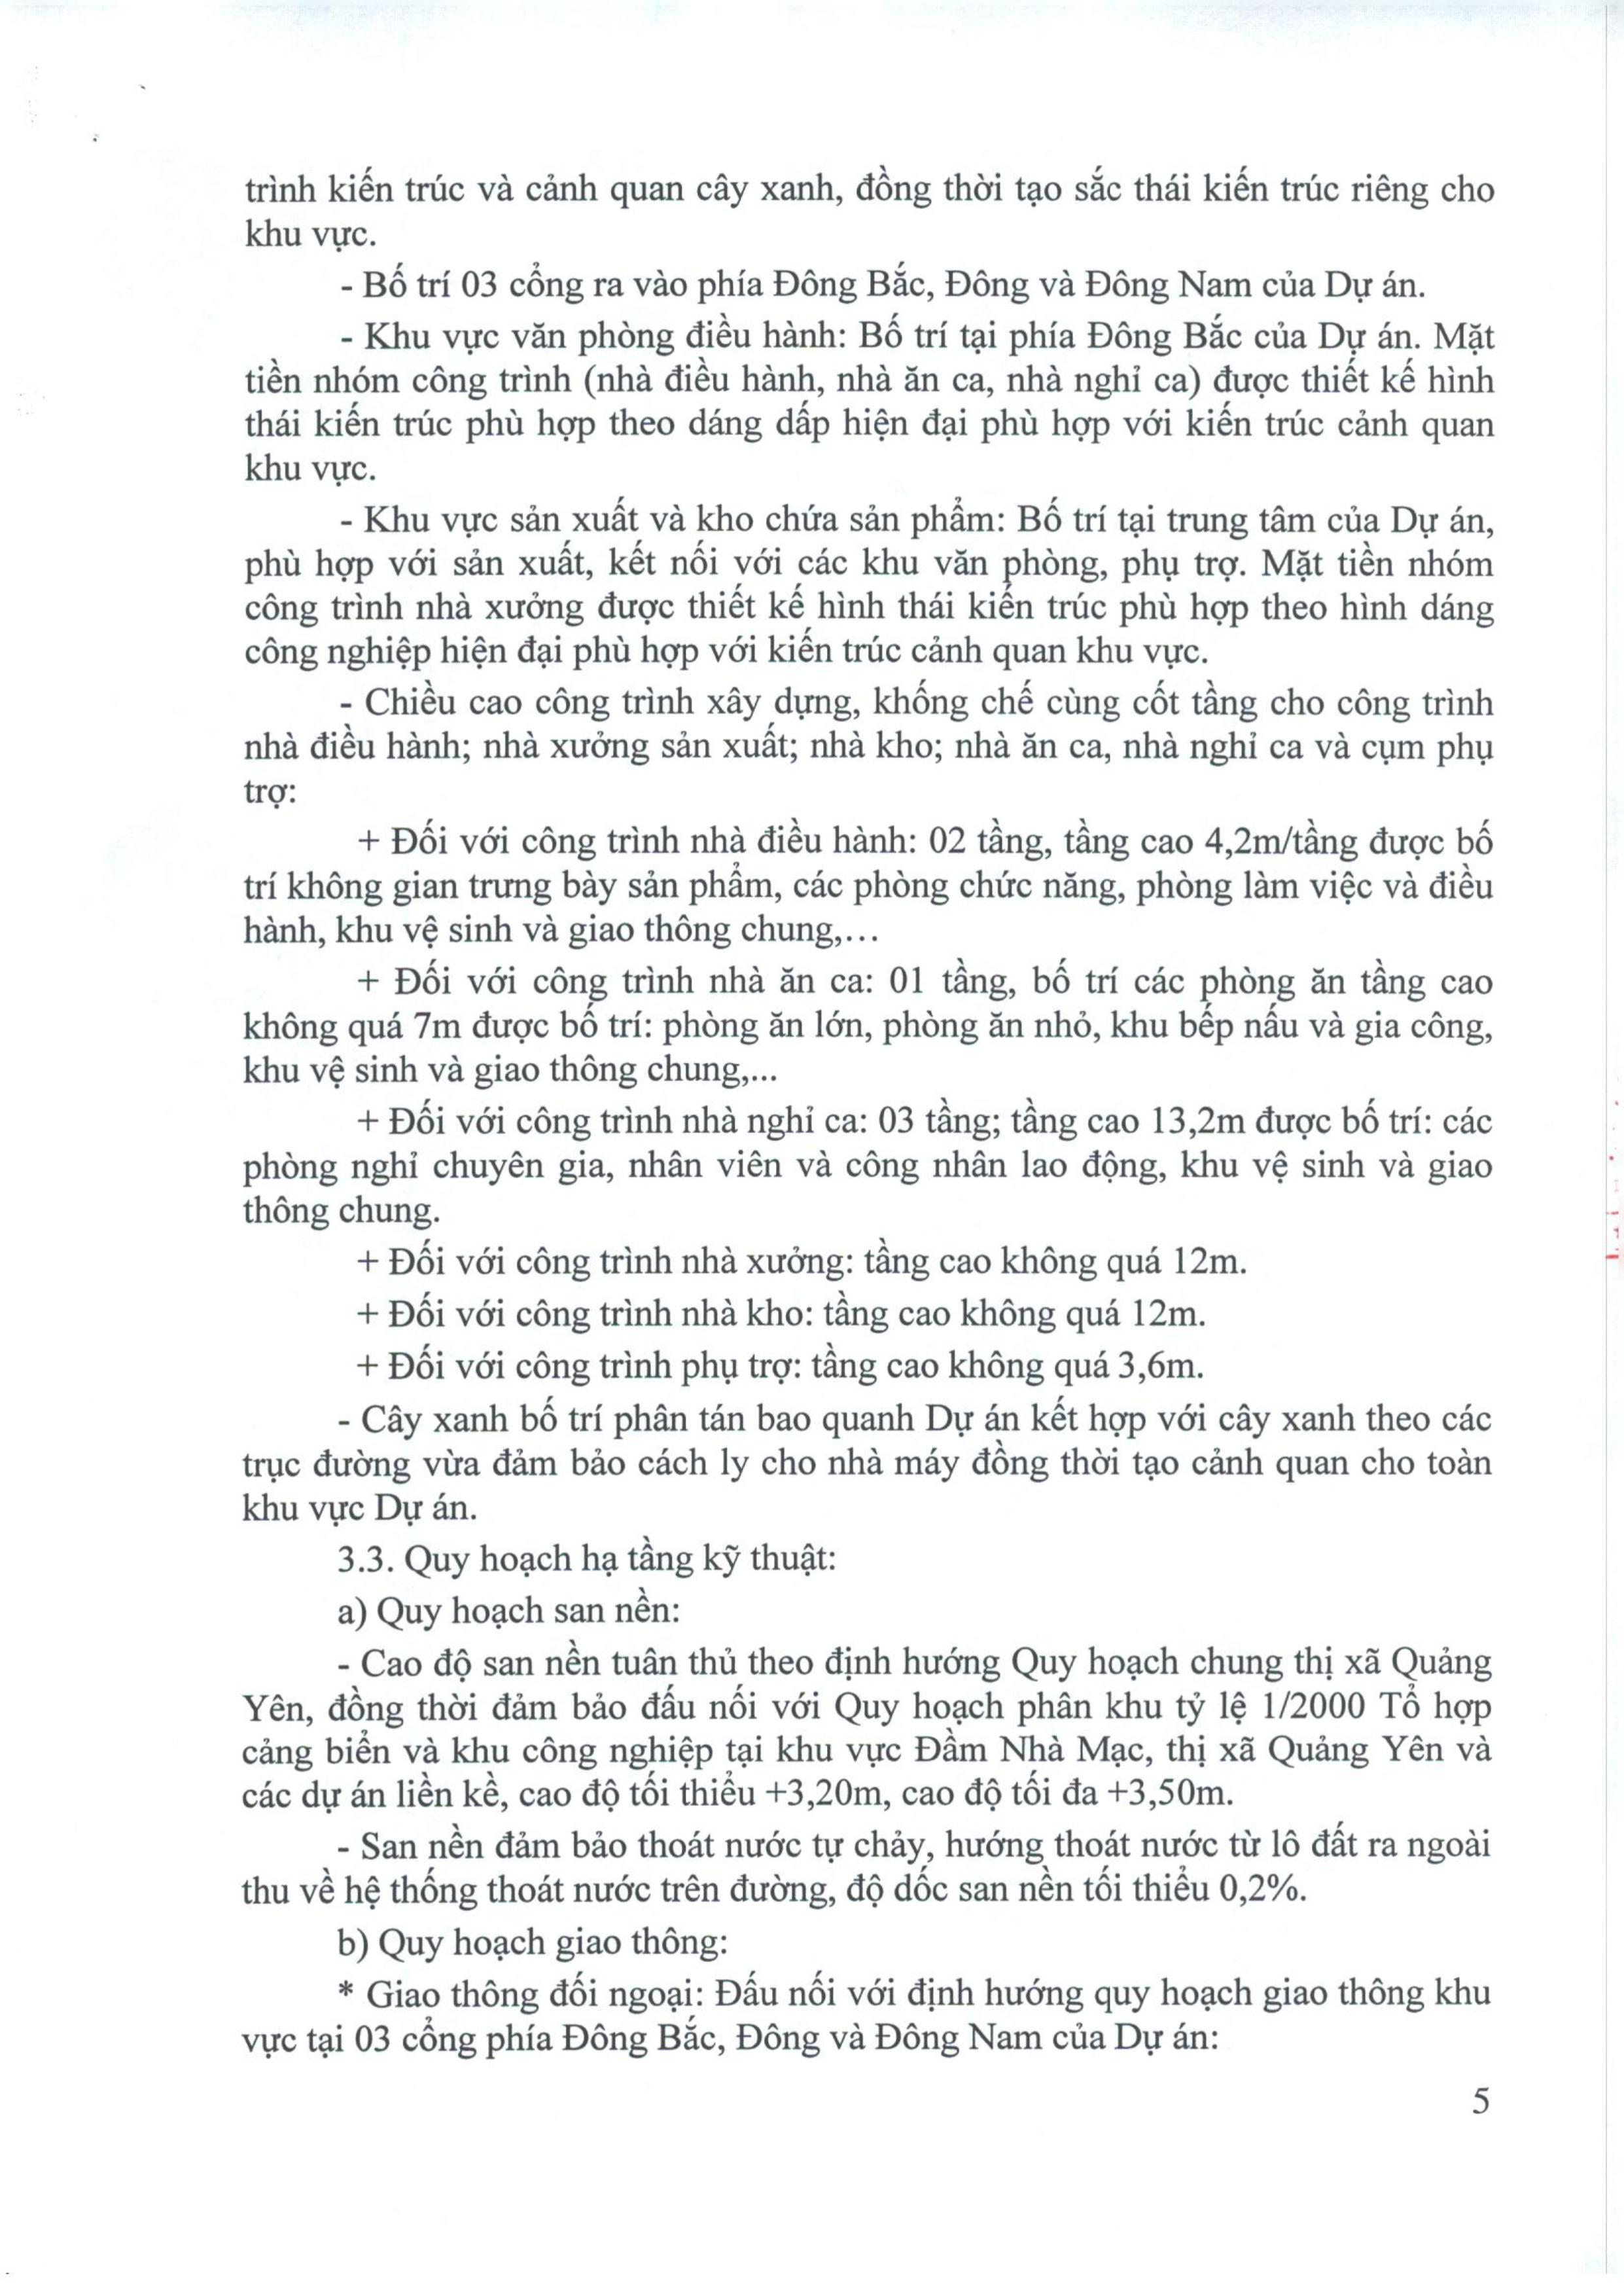 trình kiến trúc và cảnh quan cây xanh, đồng thời tạo sắc thái kiến trúc riêng cho
khu vực.
- Bố trí 03 cổng ra vào phía Đông Bắc, Đông và Đông Nam của Dự án.
- Khu vực văn phòng điều hành: Bố trí tại phía Đông Bắc của Dự án. Mặt
tiền nhóm công trình (nhà điều hành, nhà ăn ca, nhà nghỉ ca) được thiết kế hình
thái kiến trúc phù hợp theo dáng dấp hiện đại phù hợp với kiến trúc cảnh quan
khu vực.
- Khu vực sản xuất và kho chứa sản phẩm: Bố trí tại trung tâm của Dự án,
phù hợp với sản xuất, kết nối với các khu văn phòng, phụ trợ. Mặt tiền nhóm
công trình nhà xưởng được thiết kế hình thái kiến trúc phù hợp theo hình dáng
công nghiệp hiện đại phù hợp với kiến trúc cảnh quan khu vực.
- Chiều cao công trình xây dựng, khống chế cùng cốt tầng cho công trình
nhà điều hành; nhà xưởng sản xuất; nhà kho; nhà ăn ca, nhà nghỉ ca và cụm phụ
trợ:
+ Đối với công trình nhà điều hành: 02 tầng, tầng cao 4,2m/tầng được bố
trí không gian trưng bày sản phẩm, các phòng chức năng, phòng làm việc và điều
hành, khu vệ sinh và giao thông chung,...
+ Đối với công trình nhà ăn ca: 01 tầng, bố trí các phòng ăn tầng cao
không quá 7m được bố trí: phòng ăn lớn, phòng ăn nhỏ, khu bếp nấu và gia công,
khu vệ sinh và giao thông chung,...
+ Đối với công trình nhà nghỉ ca: 03 tầng; tầng cao 13,2m được bố trí: các
phòng nghỉ chuyên gia, nhân viên và công nhân lao động, khu vệ sinh và giao
thông chung.
+ Đối với công trình nhà xưởng: tầng cao không quá 12m.
+ Đối với công trình nhà kho: tầng cao không quá 12m.
+ Đối với công trình phụ trợ: tầng cao không quá 3,6m.
- Cây xanh bố trí phân tán bao quanh Dự án kết hợp với cây xanh theo các
trục đường vừa đảm bảo cách ly cho nhà máy đồng thời tạo cảnh quan cho toàn
khu vực Dự án.
3.3. Quy hoạch hạ tầng kỹ thuật:
a) Quy hoạch san nền:
- Cao độ san nền tuân thủ theo định hướng Quy hoạch chung thị xã Quảng
Yên, đồng thời đảm bảo đấu nối với Quy hoạch phân khu tỷ lệ 1/2000 Tổ hợp
cảng biển và khu công nghiệp tại khu vực Đầm Nhà Mạc, thị xã Quảng Yên và
các dự án liền kề, cao độ tối thiểu +3,20m, cao độ tối đa +3,50m.
- San nền đảm bảo thoát nước tự chảy, hướng thoát nước từ lô đất ra ngoài
thu về hệ thống thoát nước trên đường, độ dốc san nền tối thiểu 0,2%.
b) Quy hoạch giao thông:
* Giao thông đối ngoại: Đấu nối với định hướng quy hoạch giao thông khu
vực tại 03 cổng phía Đông Bắc, Đông và Đông Nam của Dự án:
5